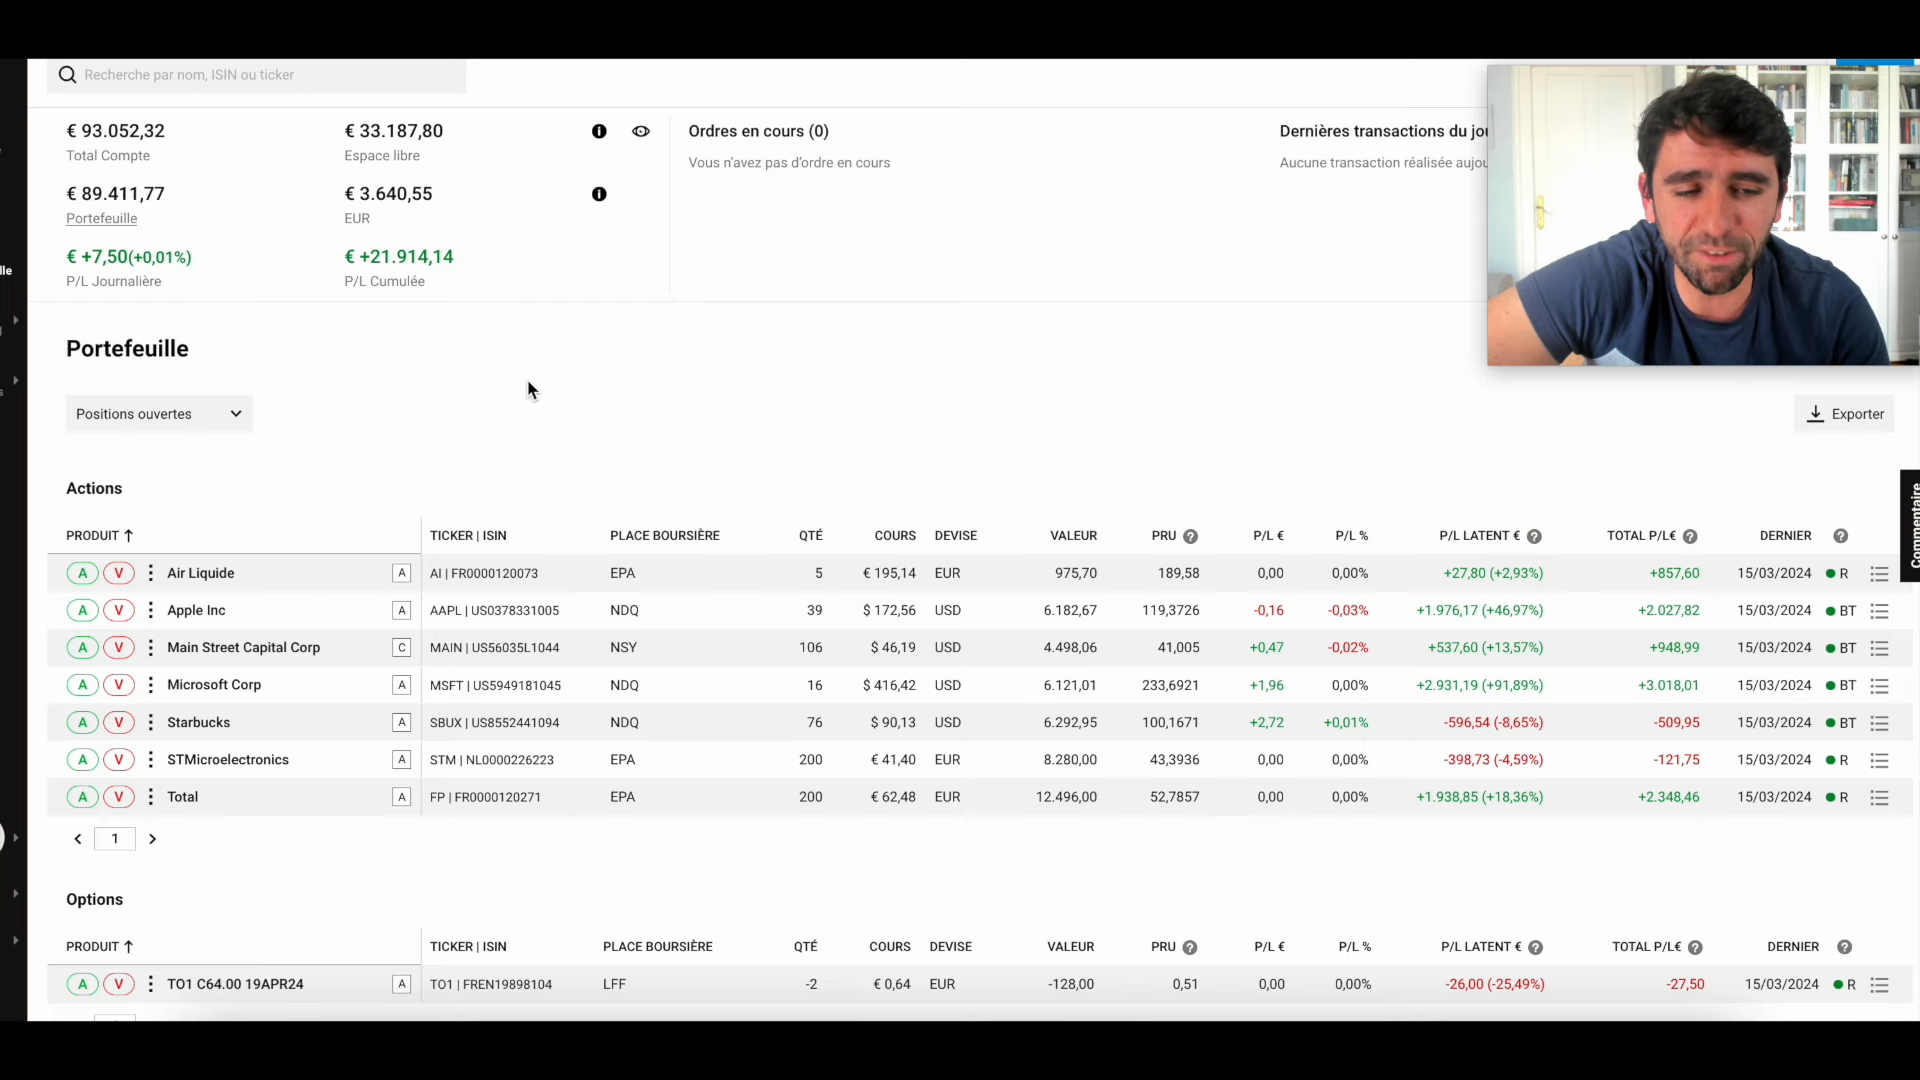 Recherche par nom, ISIN ou ticker
€ 93.052,32 € 33.187,80 Ordres en cours (0) Dernières transactions du jou
Total Compte Espace libre Vous n'avez pas d'ordre en cours Aucune transaction réalisée aujou
€ 89.411,77 € 3.640,55
Portefeuille EUR
€ +7,50(+0,01%) € +21.914,14
P/L Journalière P/L Cumulée
lle
Portefeuille
Positions ouvertes Exporter
Commentaire
Actions
PRODUIT TICKER | ISIN PLACE BOURSIÈRE QTÉ COURS DEVISE VALEUR PRU P/L € P/L % P/L LATENT € TOTAL P/L€ DERNIER
A V Air Liquide A AI | FR0000120073 EPA 5 € 195,14 EUR 975,70 189,58 0,00 0,00% +27,80 (+2,93%) +857,60 15/03/2024 R
A V Apple Inc A AAPL | US0378331005 NDQ 39 $ 172,56 USD 6.182,67 119,3726 -0,16 -0,03% +1.976,17 (+46,97%) +2.027,82 15/03/2024 BT
A V Main Street Capital Corp C MAIN | US56035L1044 NSY 106 $ 46,19 USD 4.498,06 41,005 +0,47 -0,02% +537,60 (+13,57%) +948,99 15/03/2024 BT
A V Microsoft Corp A MSFT | US5949181045 NDQ 16 $ 416,42 USD 6.121,01 233,6921 +1,96 0,00% +2.931,19 (+91,89%) +3.018,01 15/03/2024 BT
A V Starbucks A SBUX | US8552441094 NDQ 76 $ 90,13 USD 6.292,95 100,1671 +2,72 +0,01% -596,54 (-8,65%) -509,95 15/03/2024 BT
A V STMicroelectronics A STM | NL0000226223 EPA 200 € 41,40 EUR 8.280,00 43,3936 0,00 0,00% -398,73 (-4,59%) -121,75 15/03/2024 R
A V Total A FP | FR0000120271 EPA 200 € 62,48 EUR 12.496,00 52,7857 0,00 0,00% +1.938,85 (+18,36%) +2.348,46 15/03/2024 R
1
Options
PRODUIT TICKER | ISIN PLACE BOURSIÈRE QTÉ COURS DEVISE VALEUR PRU P/L € P/L % P/L LATENT € TOTAL P/L€ DERNIER
A V TO1 C64.00 19APR24 A TO1 | FREN19898104 LFF -2 € 0,64 EUR -128,00 0,51 0,00 0,00% -26,00 (-25,49%) -27,50 15/03/2024 R